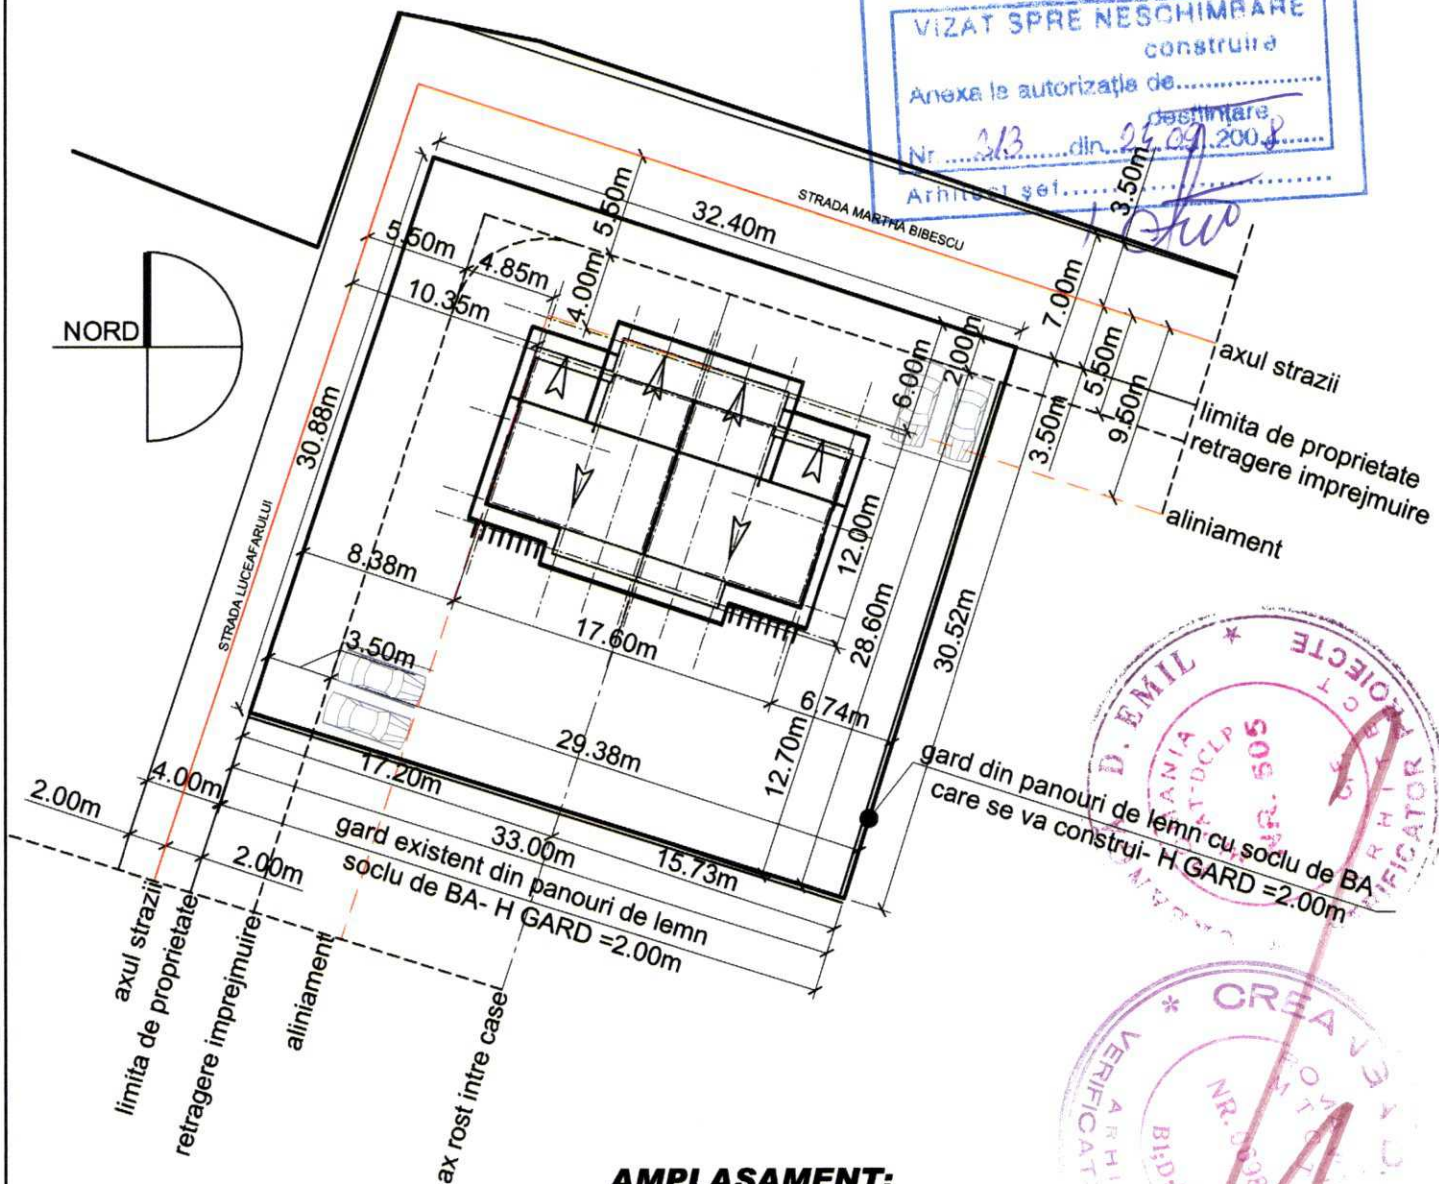 VIZAT SPRE NESCHIMBARE
construire
Anexa la autorizaţia de....................
desfiinţare
Nr ..........din...........200 8........
Arhitect şef..............................
STRADA MARTHA BIBESCU
3.50m
32.40m
5.50m
5.50m
4.85m
4.00m
10.35m
7.00m
NORD
6.00m
2.00m
5.50m
9.50m
3.50m
axul strazii
limita de proprietate
retragere imprejmuire
aliniament
30.88m
STRADA LUCEAFARULUI
8.38m
17.60m
12.00m
28.60m
30.52m
3.50m
6.74m
29.38m
12.70m
17.20m
4.00m
2.00m
2.00m
33.00m
15.73m
gard existent din panouri de lemn
soclu de BA- H GARD =2.00m
gard din panouri de lemn cu soclu de BA
care se va construi- H GARD =2.00m
axul strazii
limita de proprietate
retragere imprejmuire
aliniament
ax rost intre case
D. EMIL
PROIECTE
NR. 505
CREA
VERIFICAT
AMPLASAMENT: